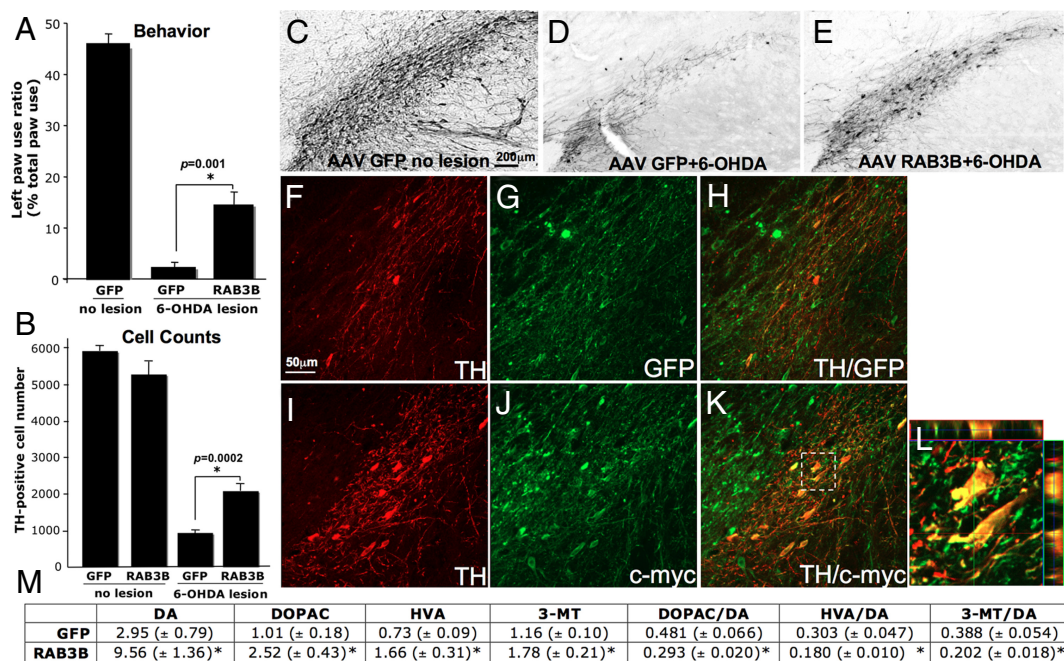 A
Behavior
Left paw use ratio
(% total paw use)
50
40
30
20
10
0
p=0.001
*
GFP
GFP RAB3B
no lesion 6-OHDA lesion
B
Cell Counts
TH-positive cell number
6000
5000
4000
3000
2000
1000
0
p=0.0002
*
GFP RAB3B GFP RAB3B
no lesion 6-OHDA lesion
C
AAV GFP no lesion 200μm
D
AAV GFP+6-OHDA
E
AAV RAB3B+6-OHDA
F
50μm
TH
G
GFP
H
TH/GFP
I
TH
J
c-myc
K
TH/c-myc
L
M
DA DOPAC HVA 3-MT DOPAC/DA HVA/DA 3-MT/DA
GFP 2.95 (± 0.79) 1.01 (± 0.18) 0.73 (± 0.09) 1.16 (± 0.10) 0.481 (± 0.066) 0.303 (± 0.047) 0.388 (± 0.054)
RAB3B 9.56 (± 1.36)* 2.52 (± 0.43)* 1.66 (± 0.31)* 1.78 (± 0.21)* 0.293 (± 0.020)* 0.180 (± 0.010) * 0.202 (± 0.018)*